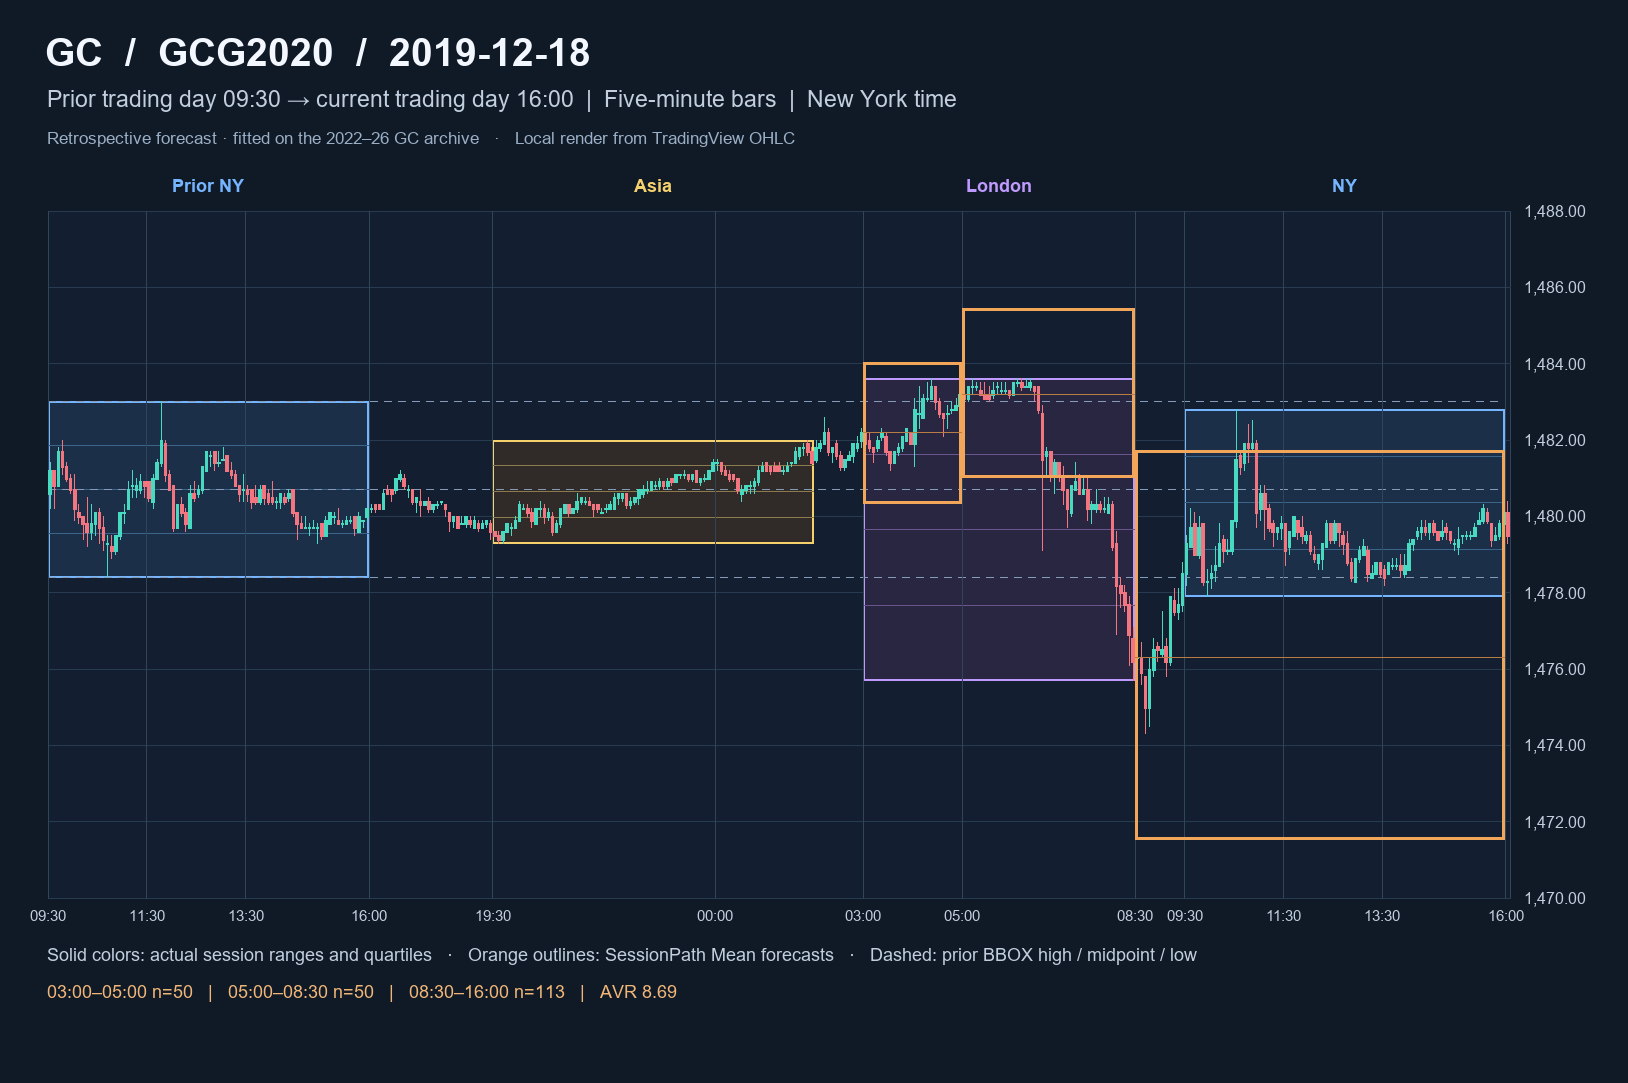 GC / GCG2020 / 2019-12-18
Prior trading day 09:30 → current trading day 16:00 | Five-minute bars | New York time
Retrospective forecast · fitted on the 2022–26 GC archive · Local render from TradingView OHLC
Prior NY Asia London NY
1,488.00
1,486.00
1,484.00
1,482.00
1,480.00
1,478.00
1,476.00
1,474.00
1,472.00
1,470.00
09:30 11:30 13:30 16:00 19:30 00:00 03:00 05:00 08:30 09:30 11:30 13:30 16:00
Solid colors: actual session ranges and quartiles · Orange outlines: SessionPath Mean forecasts · Dashed: prior BBOX high / midpoint / low
03:00–05:00 n=50 | 05:00–08:30 n=50 | 08:30–16:00 n=113 | AVR 8.69